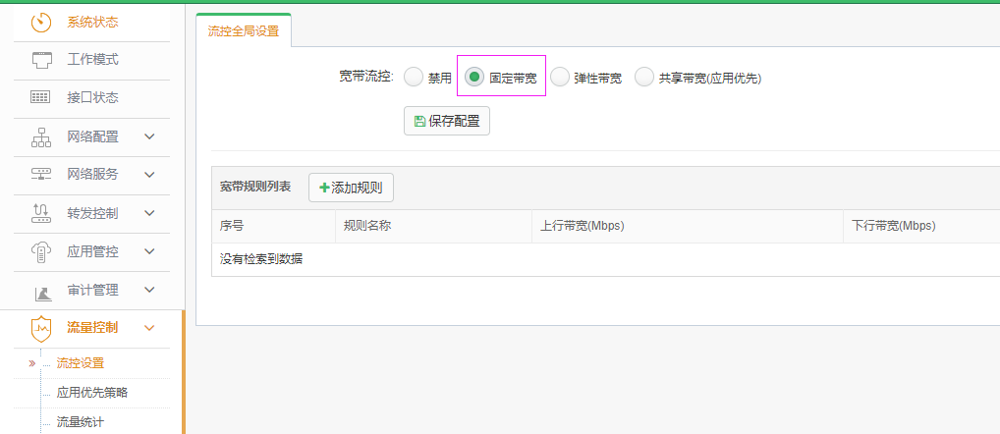 系统状态
工作模式
接口状态
网络配置
网络服务
转发控制
应用管控
审计管理
流量控制
流控设置
应用优先策略
流量统计
流控全局设置
宽带流控: 禁用 固定带宽 弹性带宽 共享带宽(应用优先)
保存配置
宽带规则列表 添加规则
序号 规则名称 上行带宽(Mbps) 下行带宽(Mbps)
没有检索到数据